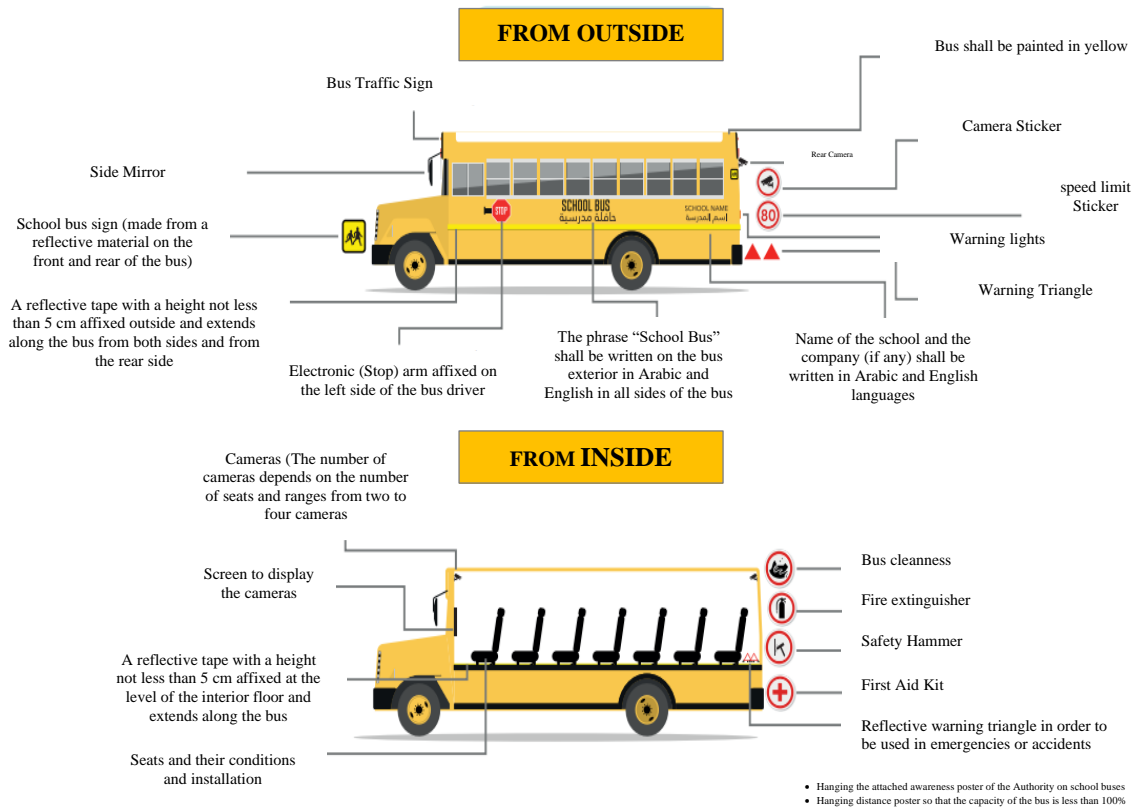 FROM OUTSIDE
Bus shall be painted in yellow
Bus Traffic Sign
Camera Sticker
Rear Camera
Side Mirror
speed limit
Sticker
School bus sign (made from a
reflective material on the
front and rear of the bus)
STOP
SCHOOL BUS
حافلة مدرسية
SCHOOL NAME
اسم المدرسة
80
Warning lights
Warning Triangle
A reflective tape with a height not less
than 5 cm affixed outside and extends
along the bus from both sides and from
the rear side
Electronic (Stop) arm affixed on
the left side of the bus driver
The phrase “School Bus”
shall be written on the bus
exterior in Arabic and
English in all sides of the bus
Name of the school and the
company (if any) shall be
written in Arabic and English
languages
FROM INSIDE
Cameras (The number of
cameras depends on the number
of seats and ranges from two to
four cameras
Screen to display
the cameras
A reflective tape with a height
not less than 5 cm affixed at the
level of the interior floor and
extends along the bus
Seats and their conditions
and installation
Bus cleanness
Fire extinguisher
Safety Hammer
First Aid Kit
Reflective warning triangle in order to
be used in emergencies or accidents
• Hanging the attached awareness poster of the Authority on school buses
• Hanging distance poster so that the capacity of the bus is less than 100%